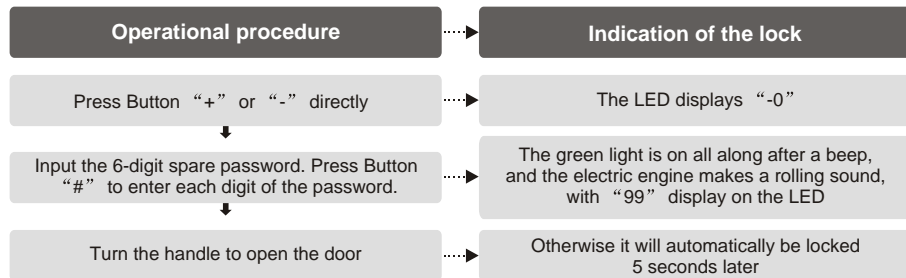 Operational procedure
Indication of the lock
Press Button “+” or “-” directly
The LED displays “-0”
Input the 6-digit spare password. Press Button
“#” to enter each digit of the password.
The green light is on all along after a beep,
and the electric engine makes a rolling sound,
with “99” display on the LED
Turn the handle to open the door
Otherwise it will automatically be locked
5 seconds later